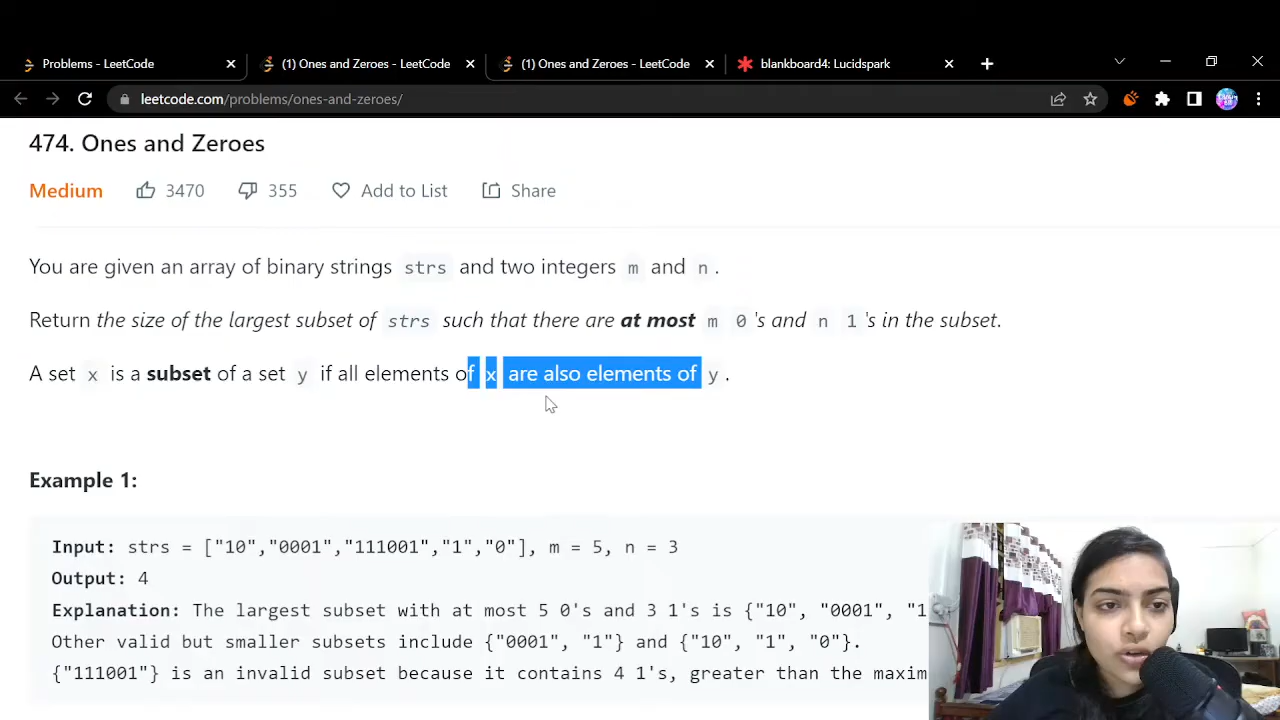 Problems - LeetCode
(1) Ones and Zeroes - LeetCode
(1) Ones and Zeroes - LeetCode
blankboard4: Lucidspark
leetcode.com/problems/ones-and-zeroes/
474. Ones and Zeroes
Medium 3470 355 Add to List Share
You are given an array of binary strings strs and two integers m and n .
Return the size of the largest subset of strs such that there are at most m 0 's and n 1 's in the subset.
A set x is a subset of a set y if all elements of x are also elements of y .
Example 1:
Input: strs = ["10","0001","111001","1","0"], m = 5, n = 3
Output: 4
Explanation: The largest subset with at most 5 0's and 3 1's is {"10", "0001", "1
Other valid but smaller subsets include {"0001", "1"} and {"10", "1", "0"}.
{"111001"} is an invalid subset because it contains 4 1's, greater than the maxim